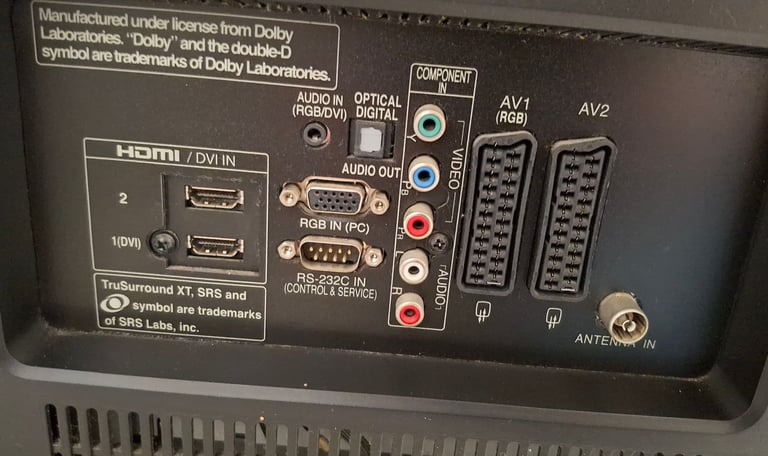 Manufactured under license from Dolby
Laboratories. "Dolby" and the double-D
symbol are trademarks of Dolby Laboratories.
HDMI / DVI IN
2
1(DVI)
TruSurround XT, SRS and
symbol are trademarks
of SRS Labs, inc.
AUDIO IN
(RGB/DVI)
OPTICAL
DIGITAL
AUDIO OUT
RGB IN (PC)
RS-232C IN
(CONTROL & SERVICE)
COMPONENT
IN
Y
PB
PR
VIDEO
L
R
AUDIO
AV1
(RGB)
AV2
ANTENNA IN